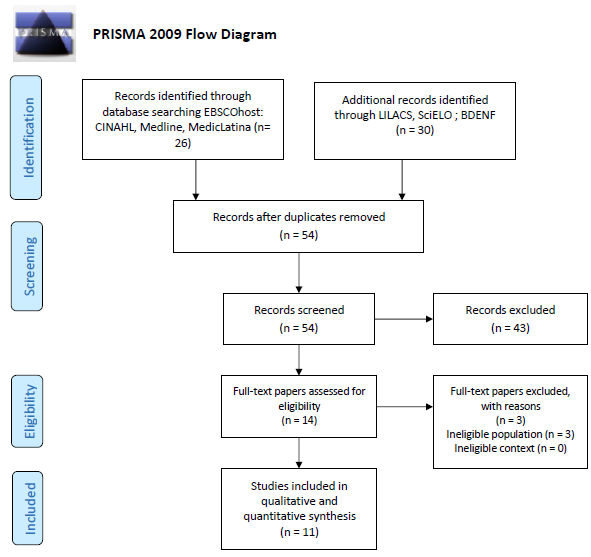 PRISMA
PRISMA 2009 Flow Diagram
Identification
Records identified through
database searching EBSCOhost:
CINAHL, Medline, MedicLatina (n=
26)
Additional records identified
through LILACS, SciELO ; BDENF
(n = 30)
Records after duplicates removed
(n = 54)
Screening
Records screened
(n = 54)
Records excluded
(n = 43)
Eligibility
Full-text papers assessed for
eligibility
(n = 14)
Full-text papers excluded,
with reasons
(n = 3)
Ineligible population (n = 3)
Ineligible context (n = 0)
Included
Studies included in
qualitative and
quantitative synthesis
(n = 11)